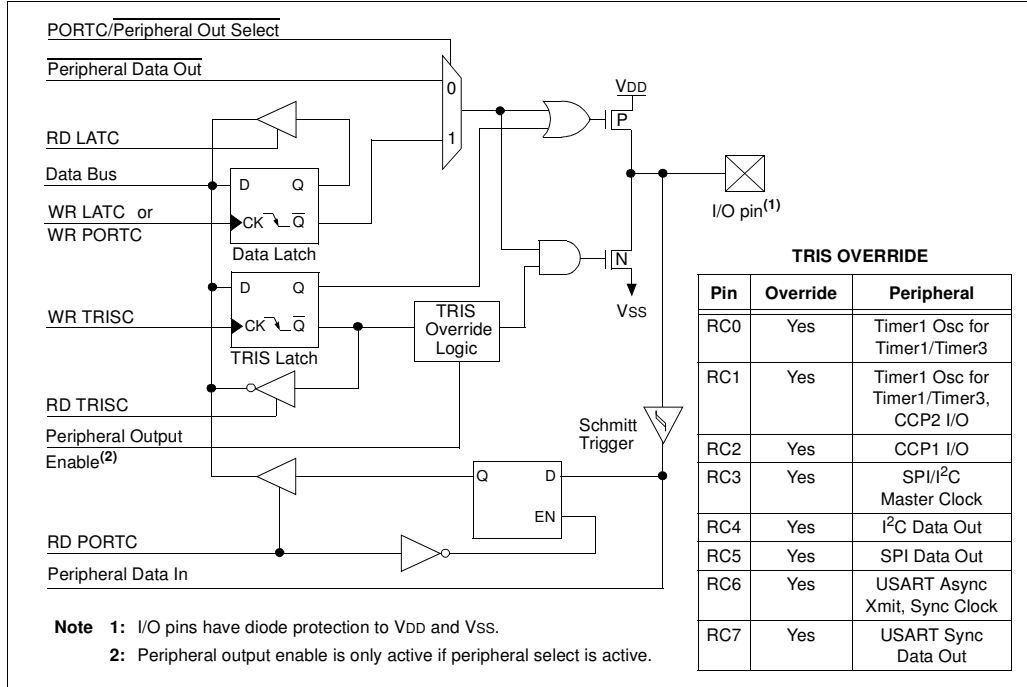 PORTC/Peripheral Out Select
Peripheral Data Out
VDD
0
P
RD LATC
1
Data Bus
D Q
WR LATC or
WR PORTC
CK Q
Data Latch
I/O pin(1)
N
VSS
D Q
WR TRISC
CK Q
TRIS Latch
TRIS
Override
Logic
RD TRISC
Peripheral Output
Enable(2)
Schmitt
Trigger
Q D
EN
RD PORTC
Peripheral Data In
TRIS OVERRIDE
Pin Override Peripheral
RC0 Yes Timer1 Osc for
Timer1/Timer3
RC1 Yes Timer1 Osc for
Timer1/Timer3,
CCP2 I/O
RC2 Yes CCP1 I/O
RC3 Yes SPI/I2C
Master Clock
RC4 Yes I2C Data Out
RC5 Yes SPI Data Out
RC6 Yes USART Async
Xmit, Sync Clock
RC7 Yes USART Sync
Data Out
Note 1: I/O pins have diode protection to VDD and VSS.
2: Peripheral output enable is only active if peripheral select is active.